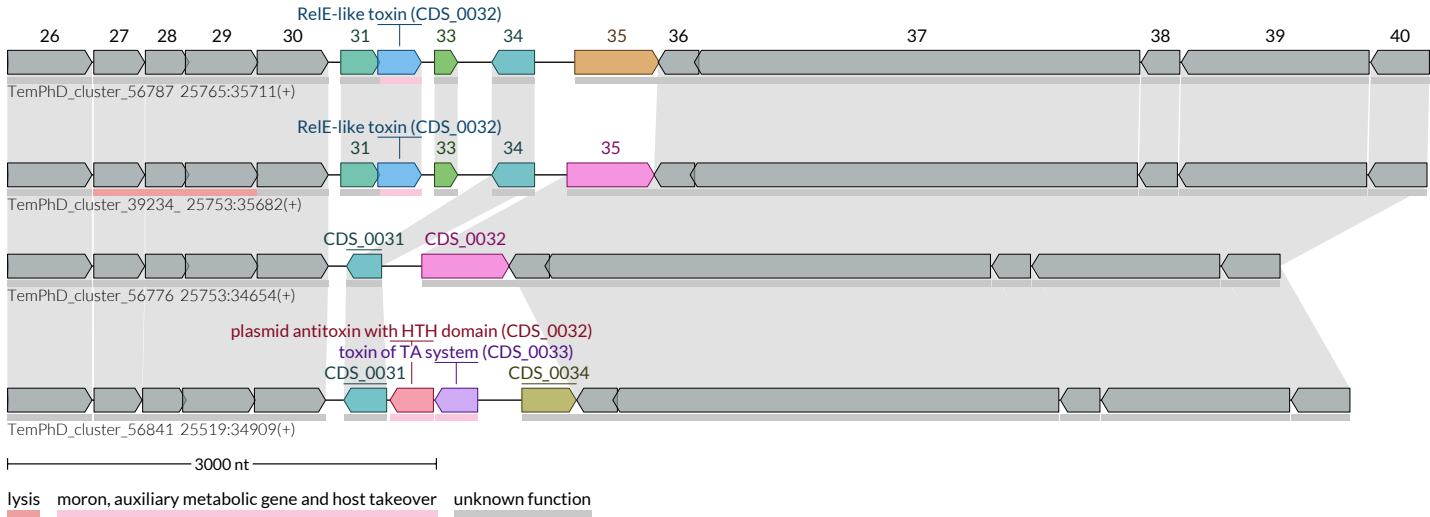 RelE-like toxin (CDS_0032)
26 27 28 29 30 31 33 34 35 36 37 38 39 40
TemPhD_cluster_56787 25765:35711(+)
RelE-like toxin (CDS_0032)
31 33 34 35
TemPhD_cluster_39234_ 25753:35682(+)
CDS_0031 CDS_0032
TemPhD_cluster_56776 25753:34654(+)
plasmid antitoxin with HTH domain (CDS_0032)
toxin of TA system (CDS_0033)
CDS_0031 CDS_0034
TemPhD_cluster_56841 25519:34909(+)
3000 nt
lysis moron, auxiliary metabolic gene and host takeover unknown function